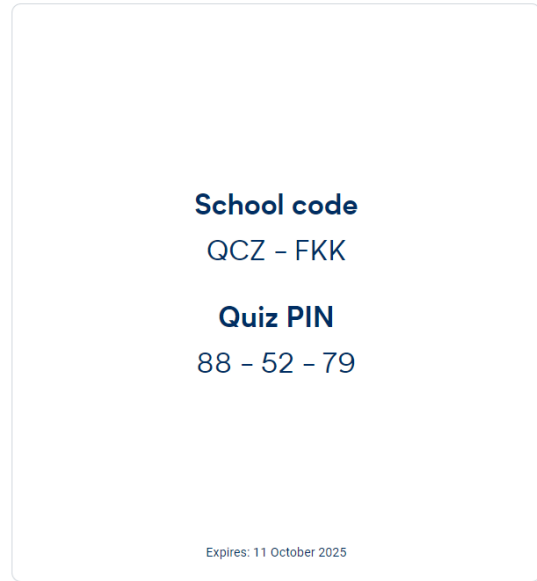 School code
QCZ - FKK
Quiz PIN
88 - 52 - 79
Expires: 11 October 2025